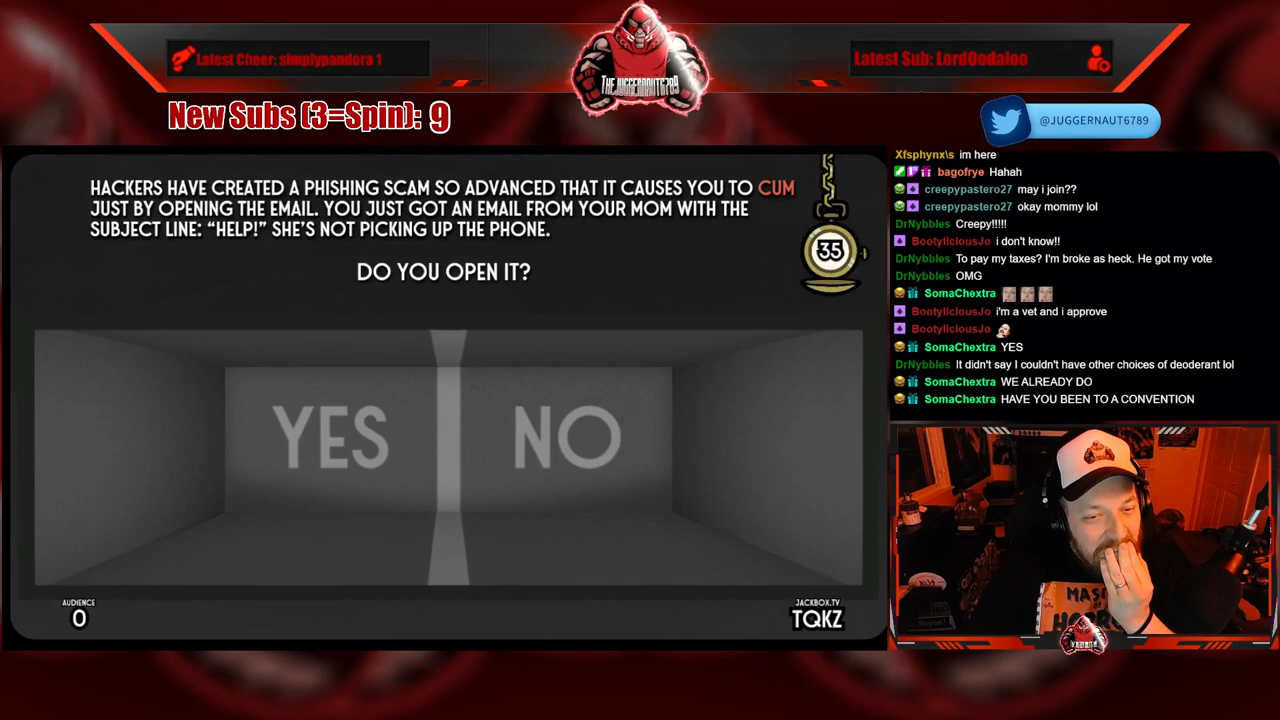 Latest Cheer: simplypandora 1
THEJUGGERNAUT6789
Latest Sub: LordOodaloo
New Subs (3=Spin): 9
@JUGGERNAUT6789
HACKERS HAVE CREATED A PHISHING SCAM SO ADVANCED THAT IT CAUSES YOU TO CUM
JUST BY OPENING THE EMAIL. YOU JUST GOT AN EMAIL FROM YOUR MOM WITH THE
SUBJECT LINE: “HELP!” SHE’S NOT PICKING UP THE PHONE.
DO YOU OPEN IT?
35
YES
NO
AUDIENCE
0
JACKBOX.TV
TQKZ
Xfsphynx\s im here
bagofrye Hahah
creepypastero27 may i join??
creepypastero27 okay mommy lol
DrNybbles Creepy!!!!!
BootyliciousJo i don't know!!
DrNybbles To pay my taxes? I'm broke as heck. He got my vote
DrNybbles OMG
SomaChextra
BootyliciousJo i'm a vet and i approve
BootyliciousJo
SomaChextra YES
DrNybbles It didn't say I couldn't have other choices of deoderant lol
SomaChextra WE ALREADY DO
SomaChextra HAVE YOU BEEN TO A CONVENTION